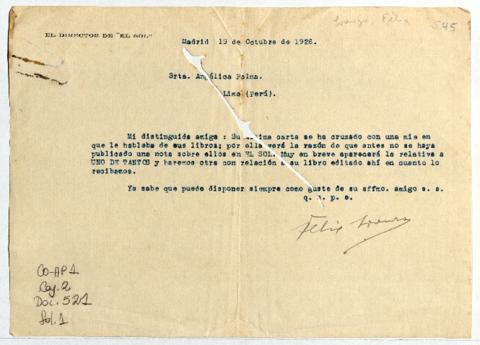 Lorenzo, Félix
545
EL DIRECTOR DE "EL SOL"
Madrid 19 de Octubre de 1926.
Srta. Angélica Palma.
Lima (Perú).
Mi distinguida amiga : Su última carta se ha cruzado con una mia en
que le hablaba de sus libros; por ella verá la razón de que antes no se haya
publicado una nota sobre ellos en EL SOL. Muy en breve aparecerá la relativa a
UNO DE TANTOS y haremos otra con relación a su libro editado ahí en cuanto lo
recibamos.
Ya sabe que puede disponer siempre como guste de su affmo. amigo s. s.
q. b. p. e.
Félix Lorenzo
CO-AP1
Caj. 2
Doc. 521
Fol. 1